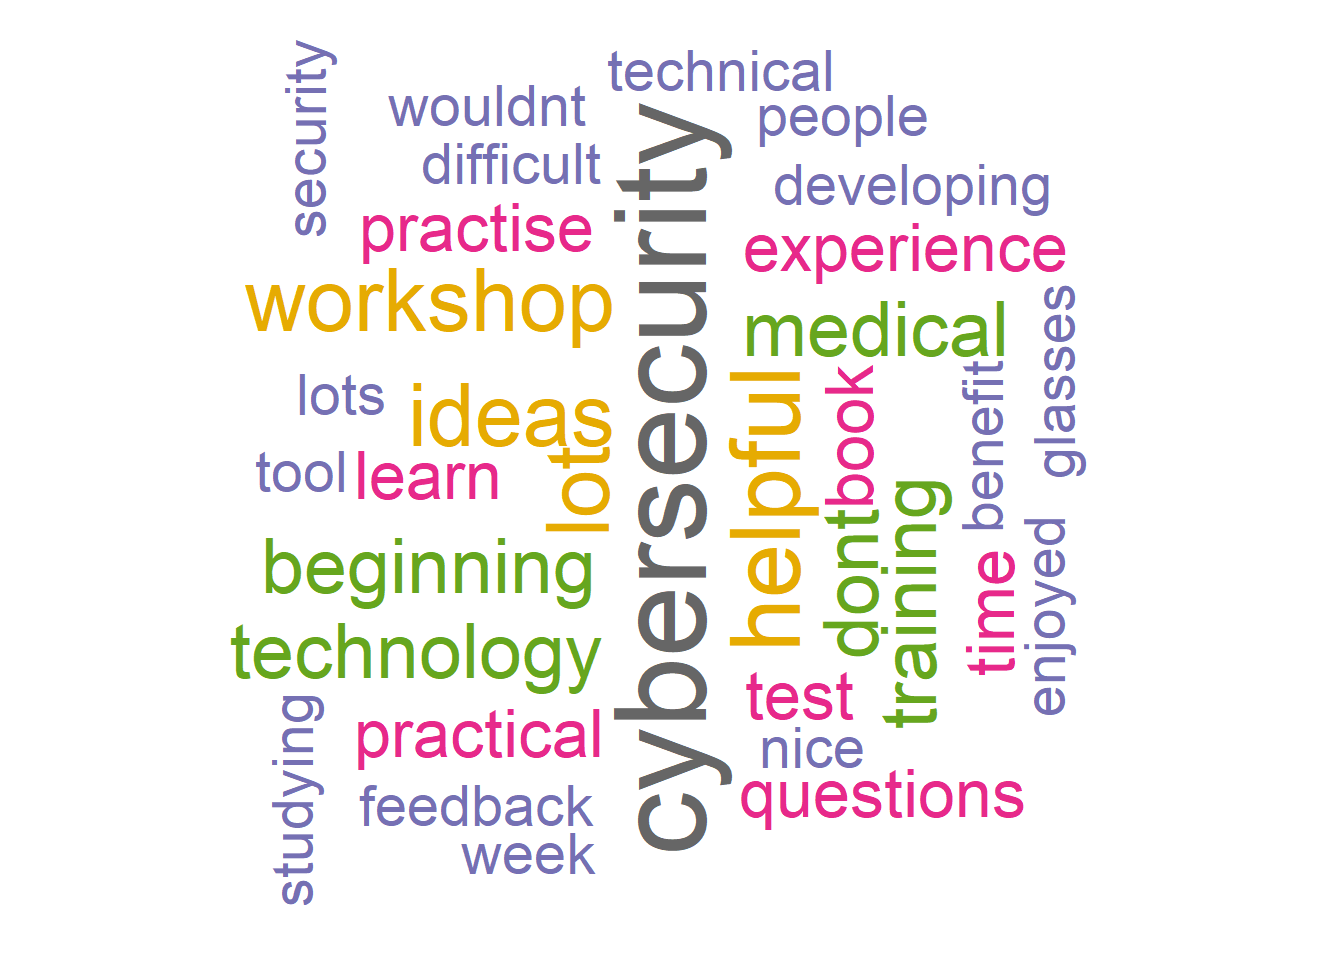 security
wouldnt
technical
people
difficult
developing
practise
experience
workshop
cybersecurity
medical
glasses
lots
ideas
helpful
book
benefit
tool
learn
lot
dont
training
beginning
time
enjoyed
technology
test
practical
nice
studying
feedback
questions
week